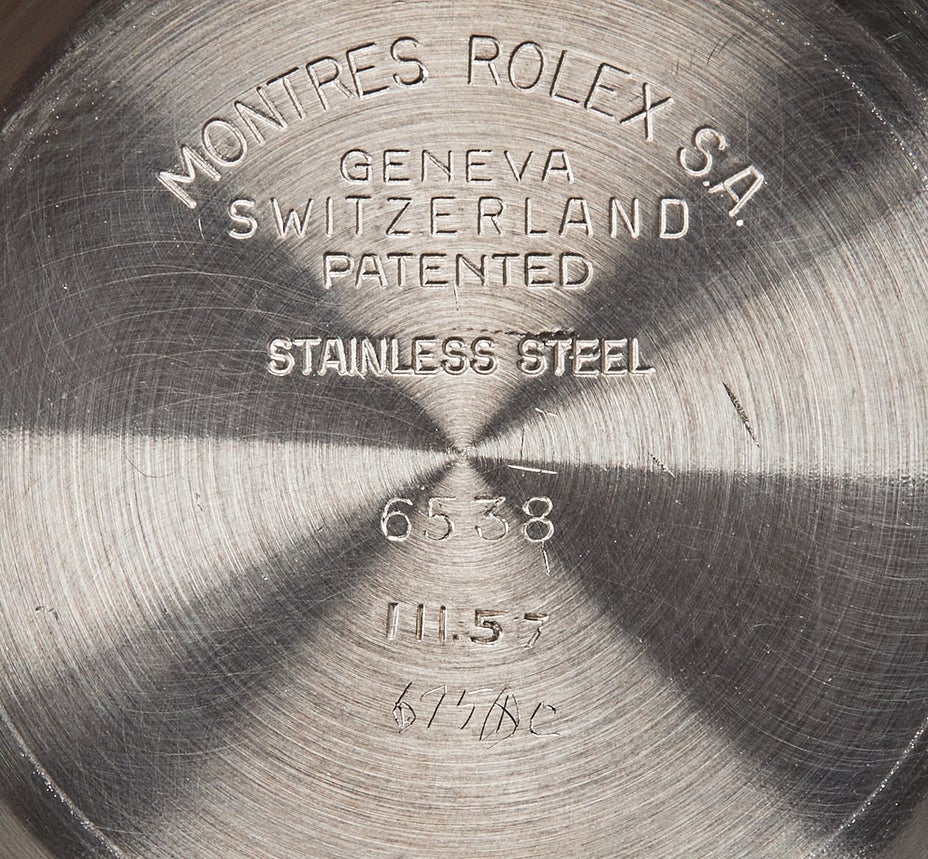 MONTRES ROLEX S.A.
GENEVA
SWITZERLAND
PATENTED
STAINLESS STEEL
6538
III.57